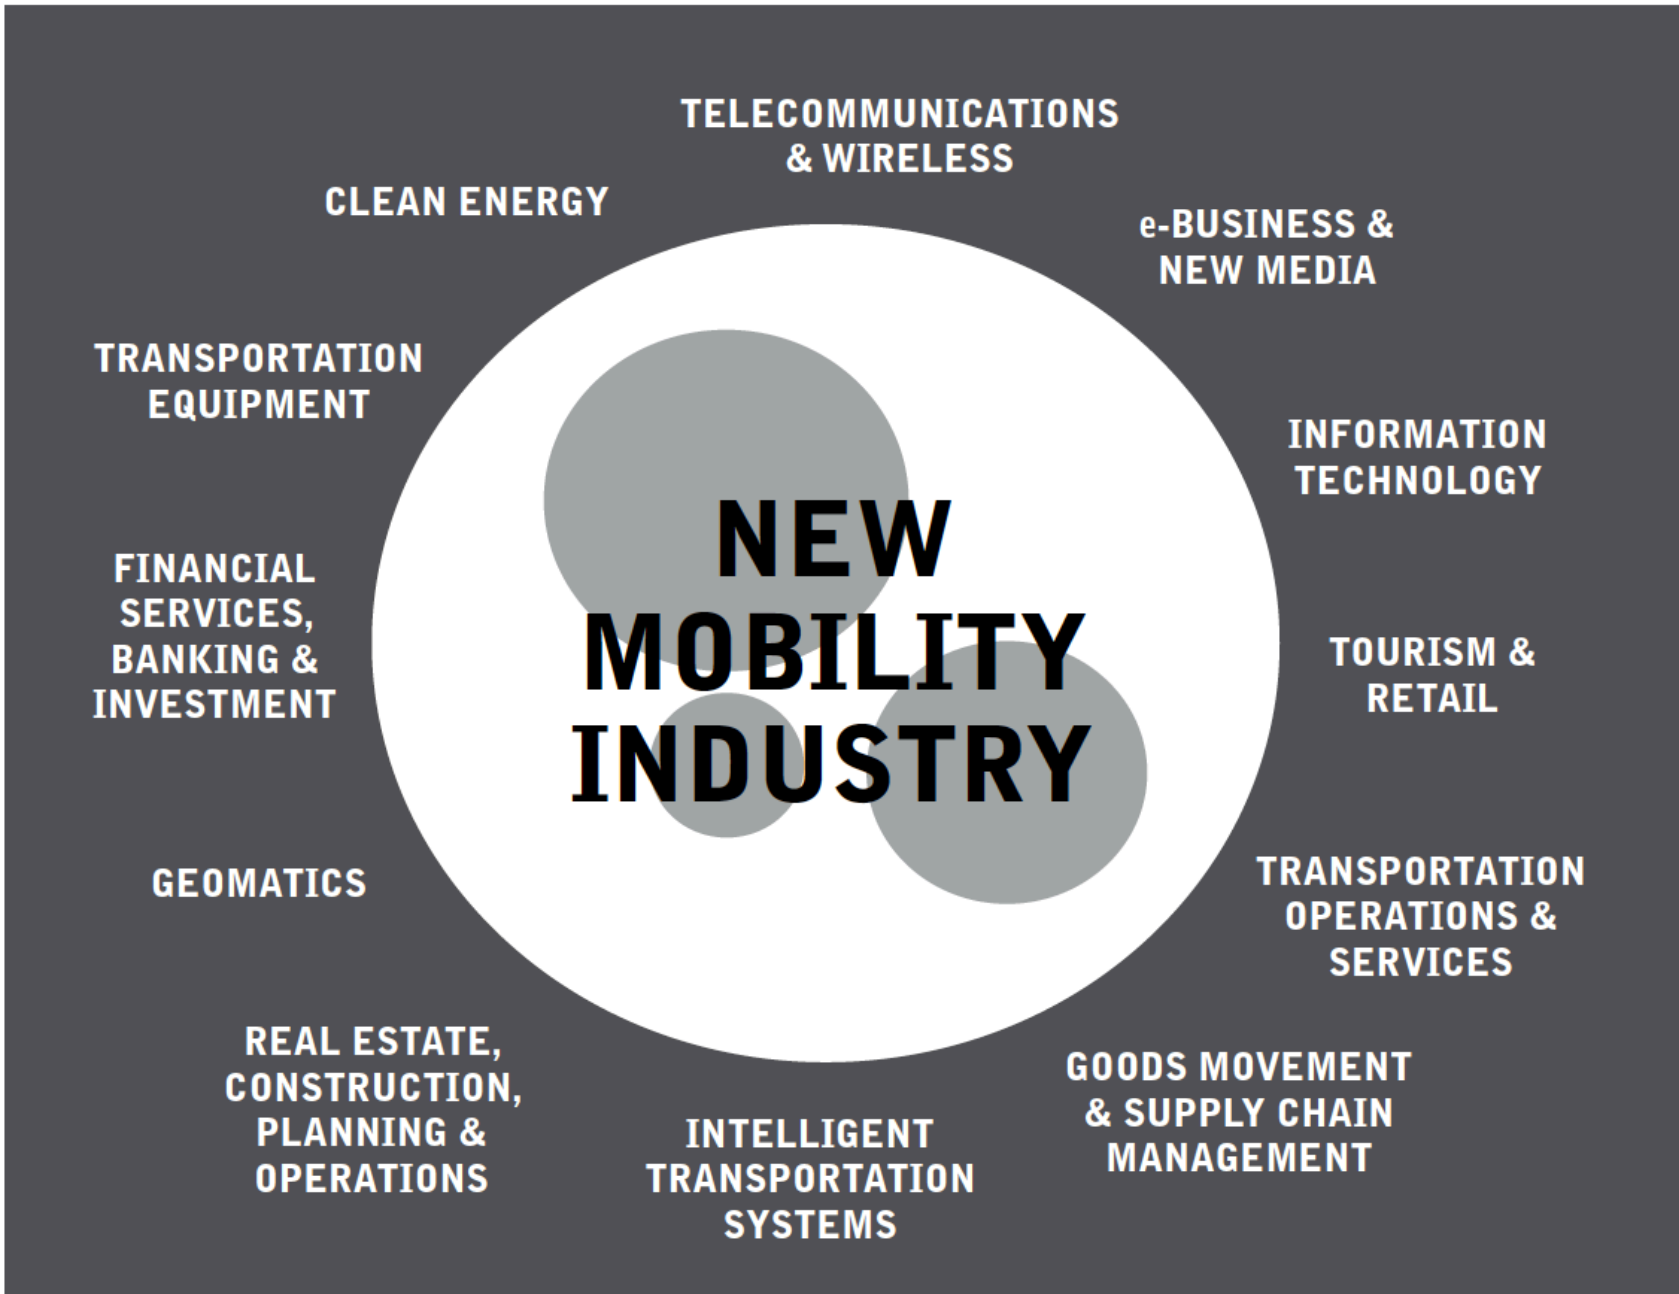 TELECOMMUNICATIONS
& WIRELESS
CLEAN ENERGY
e-BUSINESS &
NEW MEDIA
TRANSPORTATION
EQUIPMENT
INFORMATION
TECHNOLOGY
NEW
MOBILITY
INDUSTRY
FINANCIAL
SERVICES,
BANKING &
INVESTMENT
TOURISM &
RETAIL
GEOMATICS
TRANSPORTATION
OPERATIONS &
SERVICES
REAL ESTATE,
CONSTRUCTION,
PLANNING &
OPERATIONS
INTELLIGENT
TRANSPORTATION
SYSTEMS
GOODS MOVEMENT
& SUPPLY CHAIN
MANAGEMENT